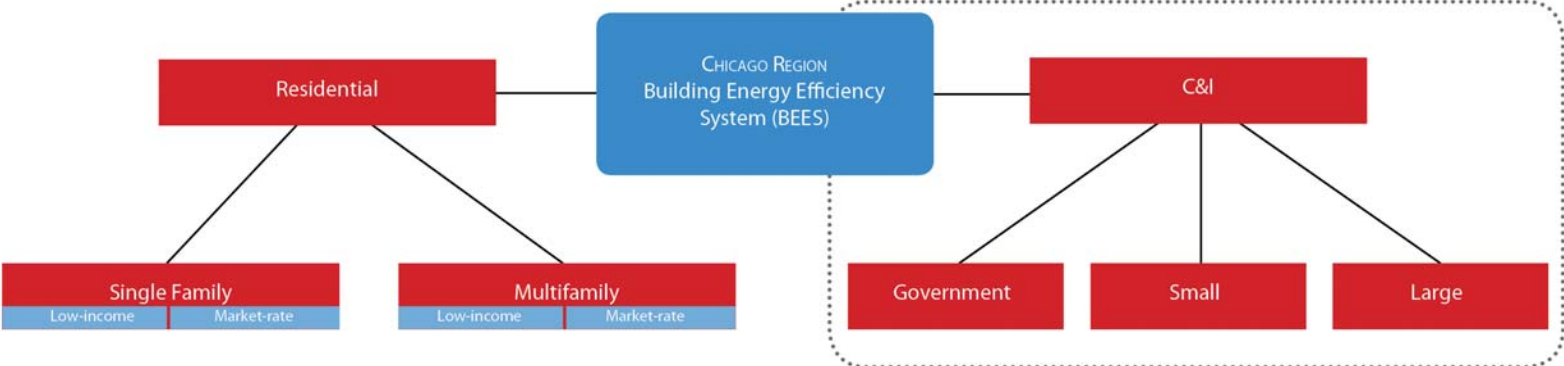 CHICAGO REGION
Building Energy Efficiency
System (BEES)
Residential
C&I
Single Family
Low-income
Market-rate
Multifamily
Low-income
Market-rate
Government
Small
Large